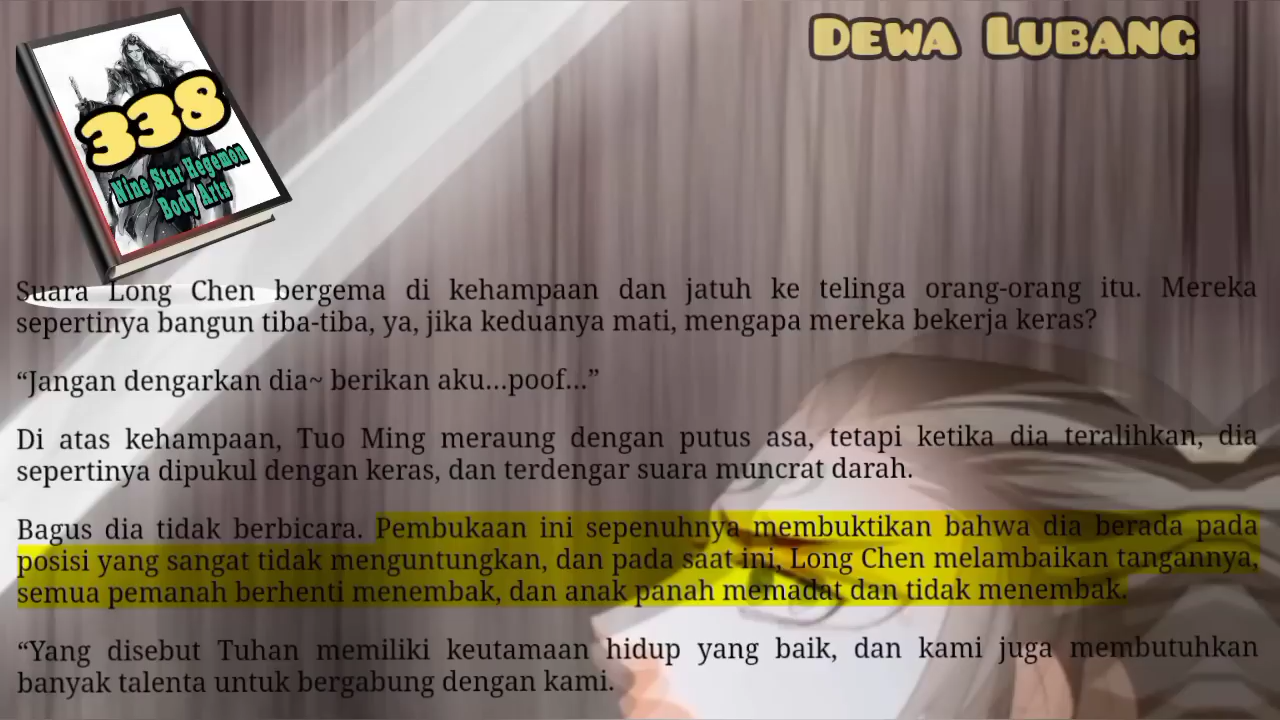 Dewa Lubang
338
Nine Star Hegemon
Body Arts
Suara Long Chen bergema di kehampaan dan jatuh ke telinga orang-orang itu. Mereka
sepertinya bangun tiba-tiba, ya, jika keduanya mati, mengapa mereka bekerja keras?
“Jangan dengarkan dia~ berikan aku...poof...”
Di atas kehampaan, Tuo Ming meraung dengan putus asa, tetapi ketika dia teralihkan, dia
sepertinya dipukul dengan keras, dan terdengar suara muncrat darah.
Bagus dia tidak berbicara. Pembukaan ini sepenuhnya membuktikan bahwa dia berada pada
posisi yang sangat tidak menguntungkan, dan pada saat ini, Long Chen melambaikan tangannya,
semua pemanah berhenti menembak, dan anak panah memadat dan tidak menembak.
“Yang disebut Tuhan memiliki keutamaan hidup yang baik, dan kami juga membutuhkan
banyak talenta untuk bergabung dengan kami.